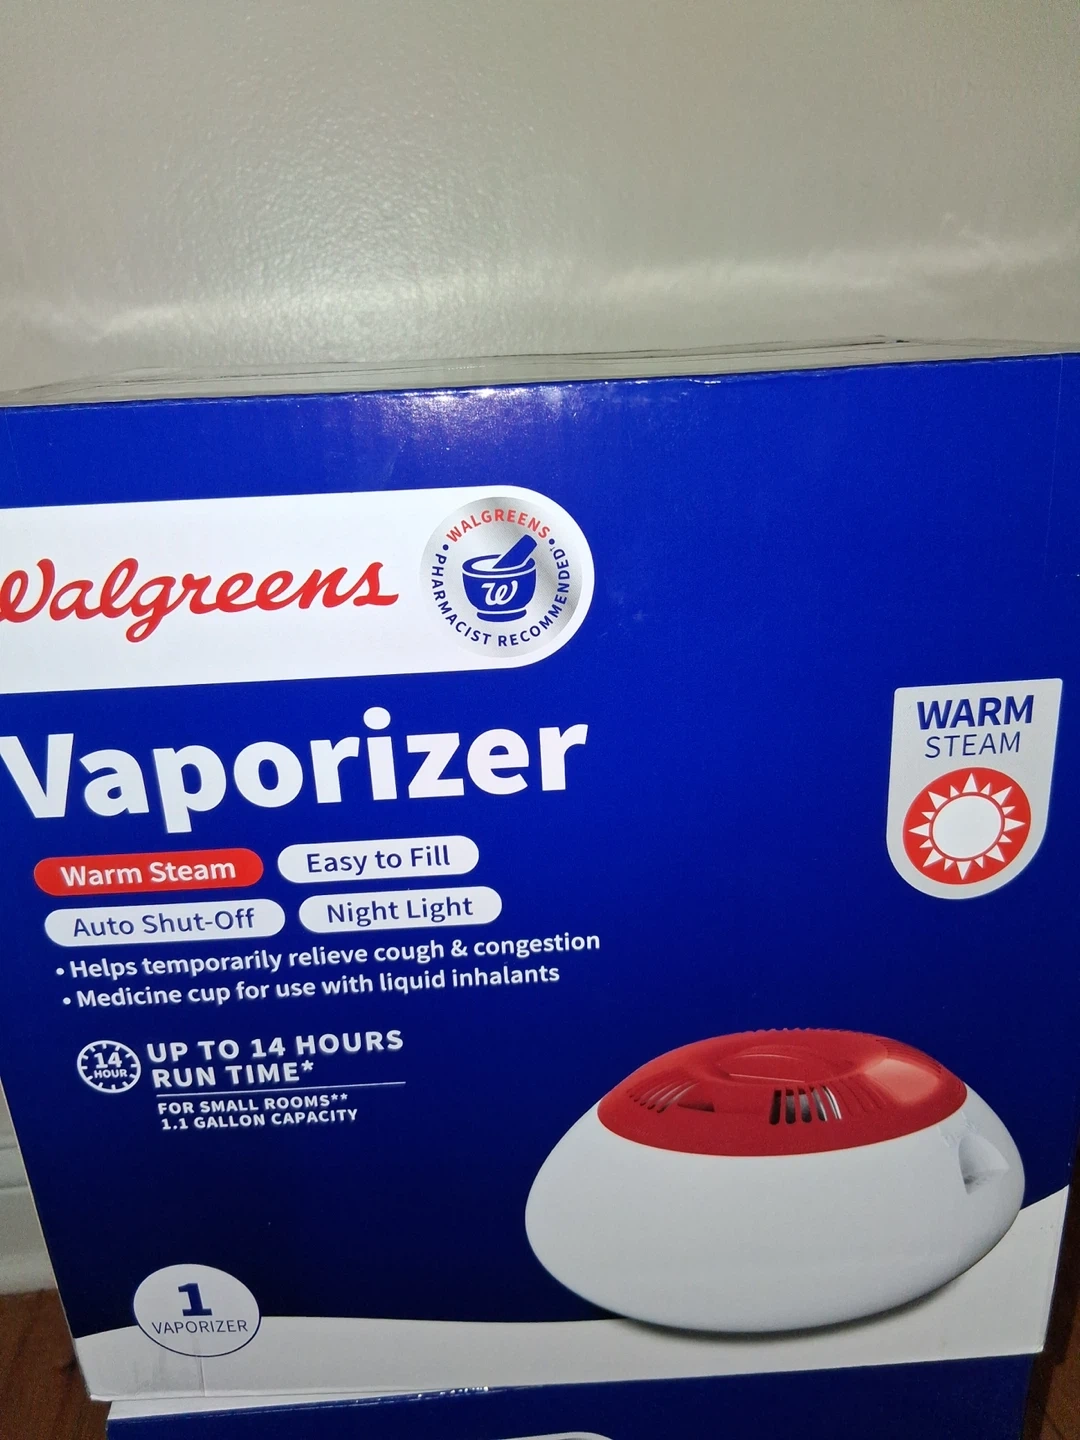 Walgreens
WALGREENS
PHARMACIST RECOMMENDED†
W
Vaporizer
WARM
STEAM
Warm Steam
Easy to Fill
Auto Shut-Off
Night Light
• Helps temporarily relieve cough & congestion
• Medicine cup for use with liquid inhalants
14
HOUR
UP TO 14 HOURS
RUN TIME*
FOR SMALL ROOMS**
1.1 GALLON CAPACITY
1
VAPORIZER